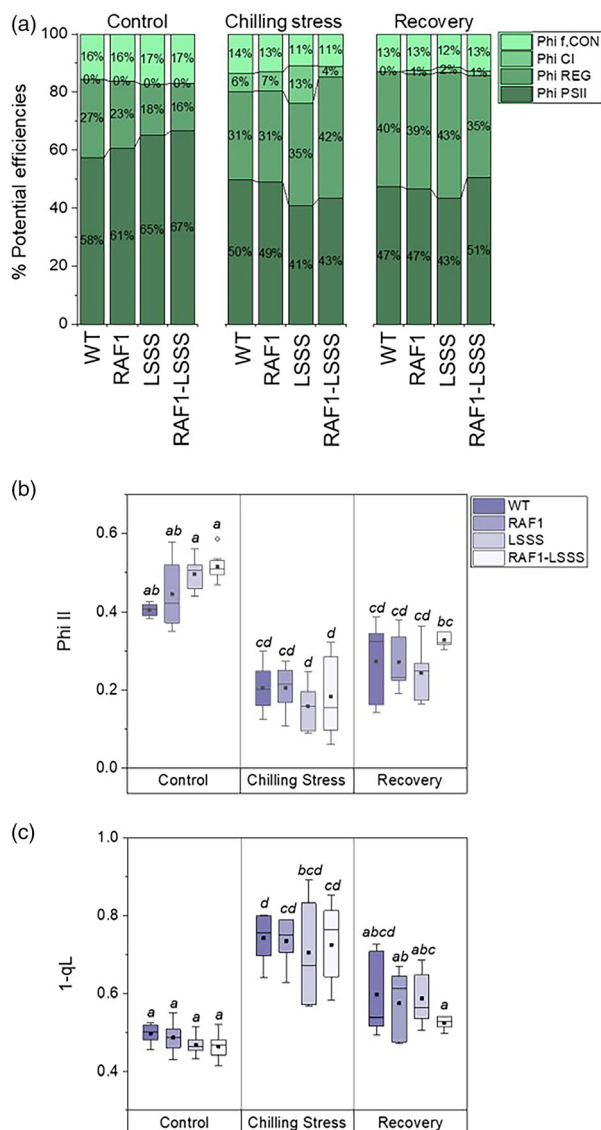 (a)
Control
Chilling stress
Recovery
Phi f,CON
Phi CI
Phi REG
Phi PSII
% Potential efficiencies
100
80
60
40
20
0
16% 16% 17% 17%
0% 0% 0% 0%
27% 23% 18% 16%
58% 61% 65% 67%
14% 13% 11% 11%
6% 7% 13% 4%
31% 31% 35% 42%
50% 49% 41% 43%
13% 13% 12% 13%
0% 1% 2% 1%
40% 39% 43% 35%
47% 47% 43% 51%
WT RAF1 LSSS RAF1-LSSS
WT RAF1 LSSS RAF1-LSSS
WT RAF1 LSSS RAF1-LSSS
(b)
WT
RAF1
LSSS
RAF1-LSSS
Phi II
0.6
0.4
0.2
0.0
ab ab a a
cd cd d d
cd cd cd bc
Control Chilling Stress Recovery
(c)
1-qL
1.0
0.8
0.6
0.4
a a a a
d cd bcd cd
abcd ab abc a
Control Chilling Stress Recovery